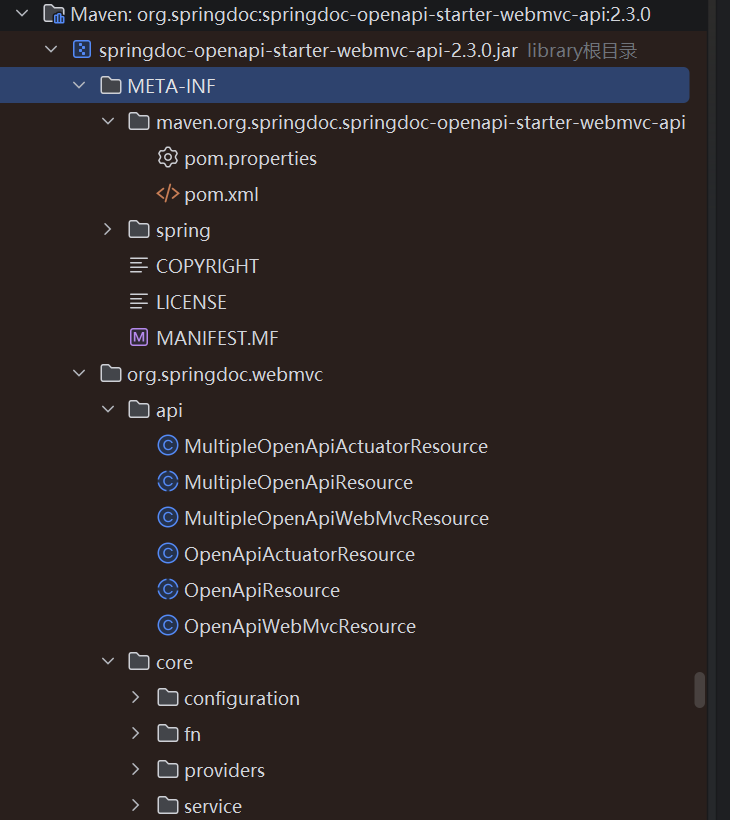 Maven: org.springdoc:springdoc-openapi-starter-webmvc-api:2.3.0
springdoc-openapi-starter-webmvc-api-2.3.0.jar library根目录
META-INF
maven.org.springdoc.springdoc-openapi-starter-webmvc-api
pom.properties
</> pom.xml
spring
COPYRIGHT
LICENSE
M MANIFEST.MF
org.springdoc.webmvc
api
C MultipleOpenApiActuatorResource
C MultipleOpenApiResource
C MultipleOpenApiWebMvcResource
C OpenApiActuatorResource
C OpenApiResource
C OpenApiWebMvcResource
core
configuration
fn
providers
service